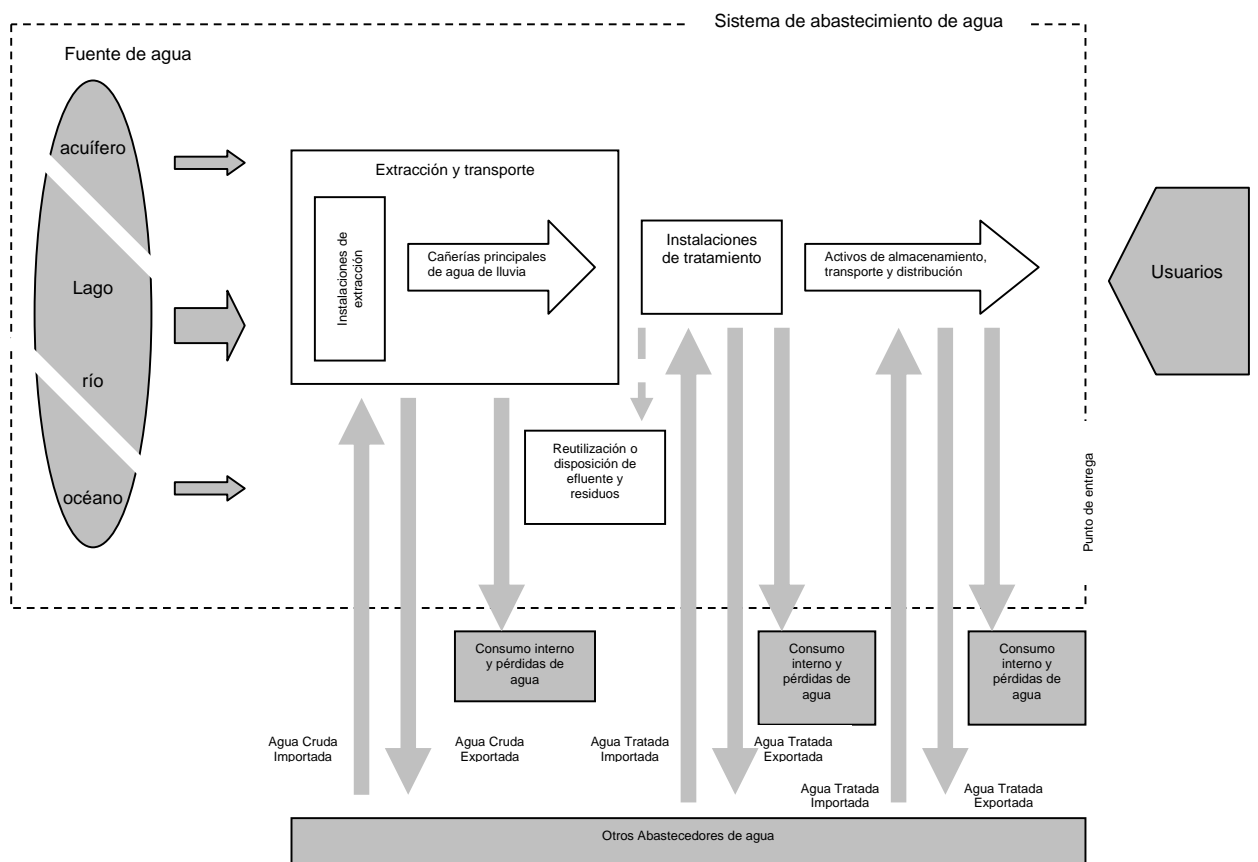 Sistema de abastecimiento de agua
Fuente de agua
acuífero
Lago
río
océano
Extracción y transporte
Instalaciones de
extracción
Cañerías principales
de agua de lluvia
Instalaciones
de tratamiento
Activos de almacenamiento,
transporte y distribución
Usuarios
Reutilización o
disposición de
efluente y
residuos
Punto de entrega
Consumo interno
y pérdidas de
agua
Consumo
interno y
pérdidas de
agua
Consumo
interno y
pérdidas de
agua
Agua Cruda
Importada
Agua Cruda
Exportada
Agua Tratada
Importada
Agua Tratada
Exportada
Agua Tratada
Importada
Agua Tratada
Exportada
Otros Abastecedores de agua